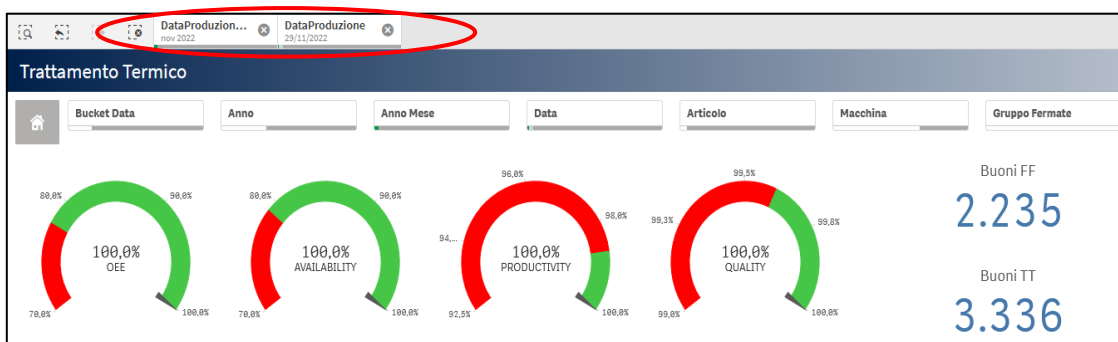 DataProduzion... DataProduzione
nov 2022 29/11/2022
Trattamento Termico
Bucket Data Anno Anno Mese Data Articolo Macchina Gruppo Fermate
80,0% 90,0% 80,0% 90,0% 96,0% 98,0% 94,... 99,5% 99,3% 99,8%
100,0% 100,0% 100,0% 100,0%
OEE AVAILABILITY PRODUCTIVITY QUALITY
70,0% 100,0% 70,0% 100,0% 92,5% 100,0% 99,0% 100,0%
Buoni FF
2.235
Buoni TT
3.336